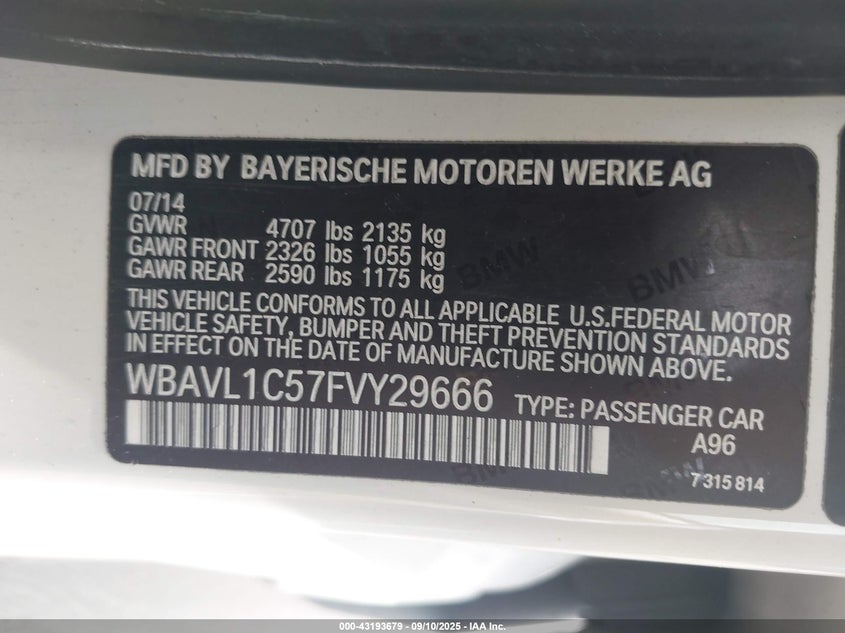 MFD BY BAYERISCHE MOTOREN WERKE AG
07/14
GVWR 4707 lbs 2135 kg
GAWR FRONT 2326 lbs 1055 kg
GAWR REAR 2590 lbs 1175 kg
THIS VEHICLE CONFORMS TO ALL APPLICABLE U.S.FEDERAL MOTOR
VEHICLE SAFETY, BUMPER AND THEFT PREVENTION STANDARDS
IN EFFECT ON THE DATE OF MANUFACTURE SHOWN ABOVE.
WBAVL1C57FVY29666 TYPE: PASSENGER CAR
A96
7315814
BMW
BMW
000-43193679 - 09/10/2025 - IAA Inc.